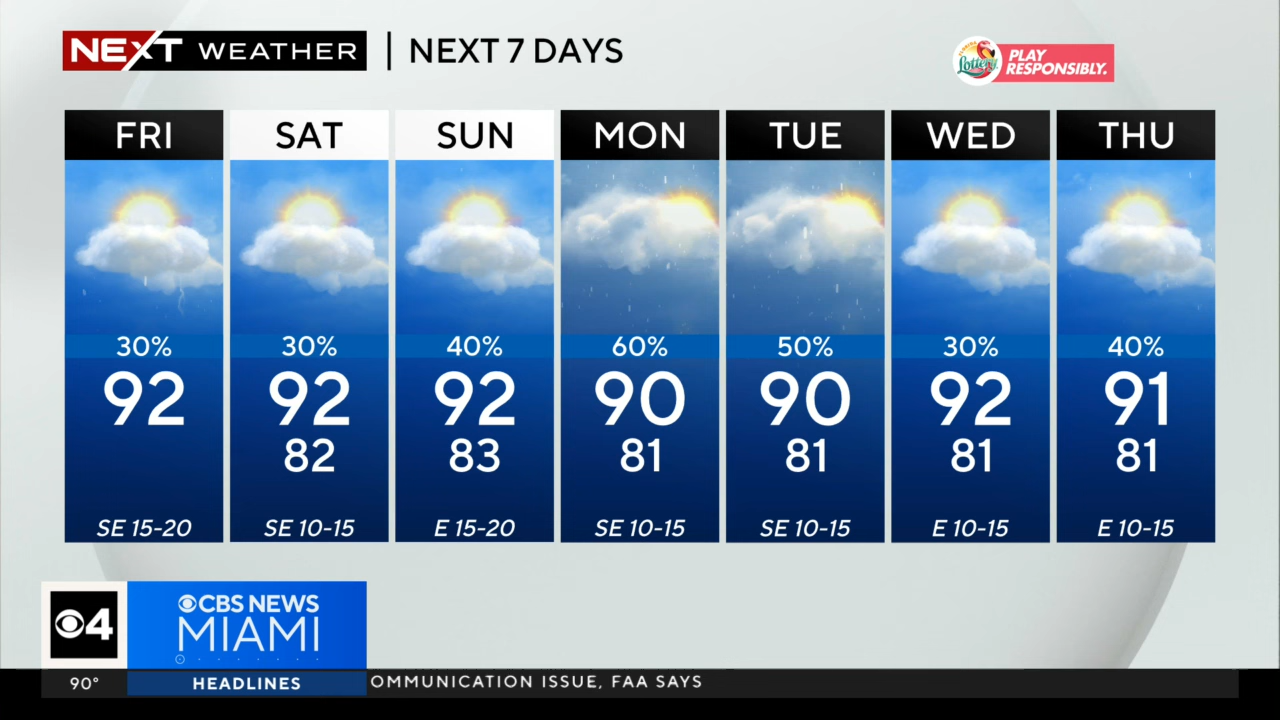 NEXT WEATHER | NEXT 7 DAYS
FLORIDA Lottery PLAY RESPONSIBLY.
FRI SAT SUN MON TUE WED THU
30% 30% 40% 60% 50% 30% 40%
92 92 92 90 90 92 91
82 83 81 81 81 81
SE 15-20 SE 10-15 E 15-20 SE 10-15 SE 10-15 E 10-15 E 10-15
4 CBS NEWS
MIAMI
90° HEADLINES OMMUNICATION ISSUE, FAA SAYS